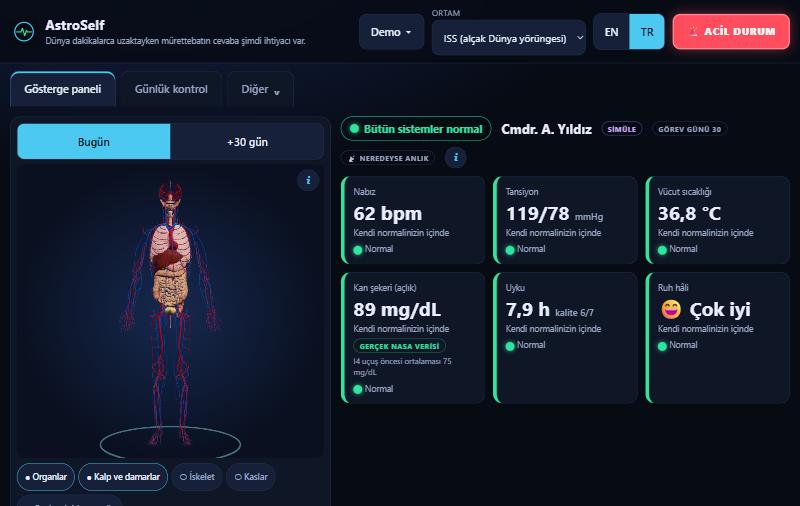 AstroSelf
Dünya dakikalarca uzaktayken mürettebatın cevaba şimdi ihtiyacı var.
Demo
ORTAM
ISS (alçak Dünya yörüngesi)
EN
TR
ACİL DURUM
Gösterge paneli
Günlük kontrol
Diğer
Bugün
+30 gün
i
Organlar
Kalp ve damarlar
İskelet
Kaslar
Bütün sistemler normal
Cmdr. A. Yıldız
SİMÜLE
GÖREV GÜNÜ 30
NEREDEYSE ANLIK
i
Nabız
62 bpm
Kendi normalinizin içinde
Normal
Tansiyon
119/78 mmHg
Kendi normalinizin içinde
Normal
Vücut sıcaklığı
36,8 °C
Kendi normalinizin içinde
Normal
Kan şekeri (açlık)
89 mg/dL
Kendi normalinizin içinde
GERÇEK NASA VERİSİ
I4 uçuş öncesi ortalaması 75
mg/dL
Normal
Uyku
7,9 h kalite 6/7
Kendi normalinizin içinde
Normal
Ruh hâli
Çok iyi
Kendi normalinizin içinde
Normal